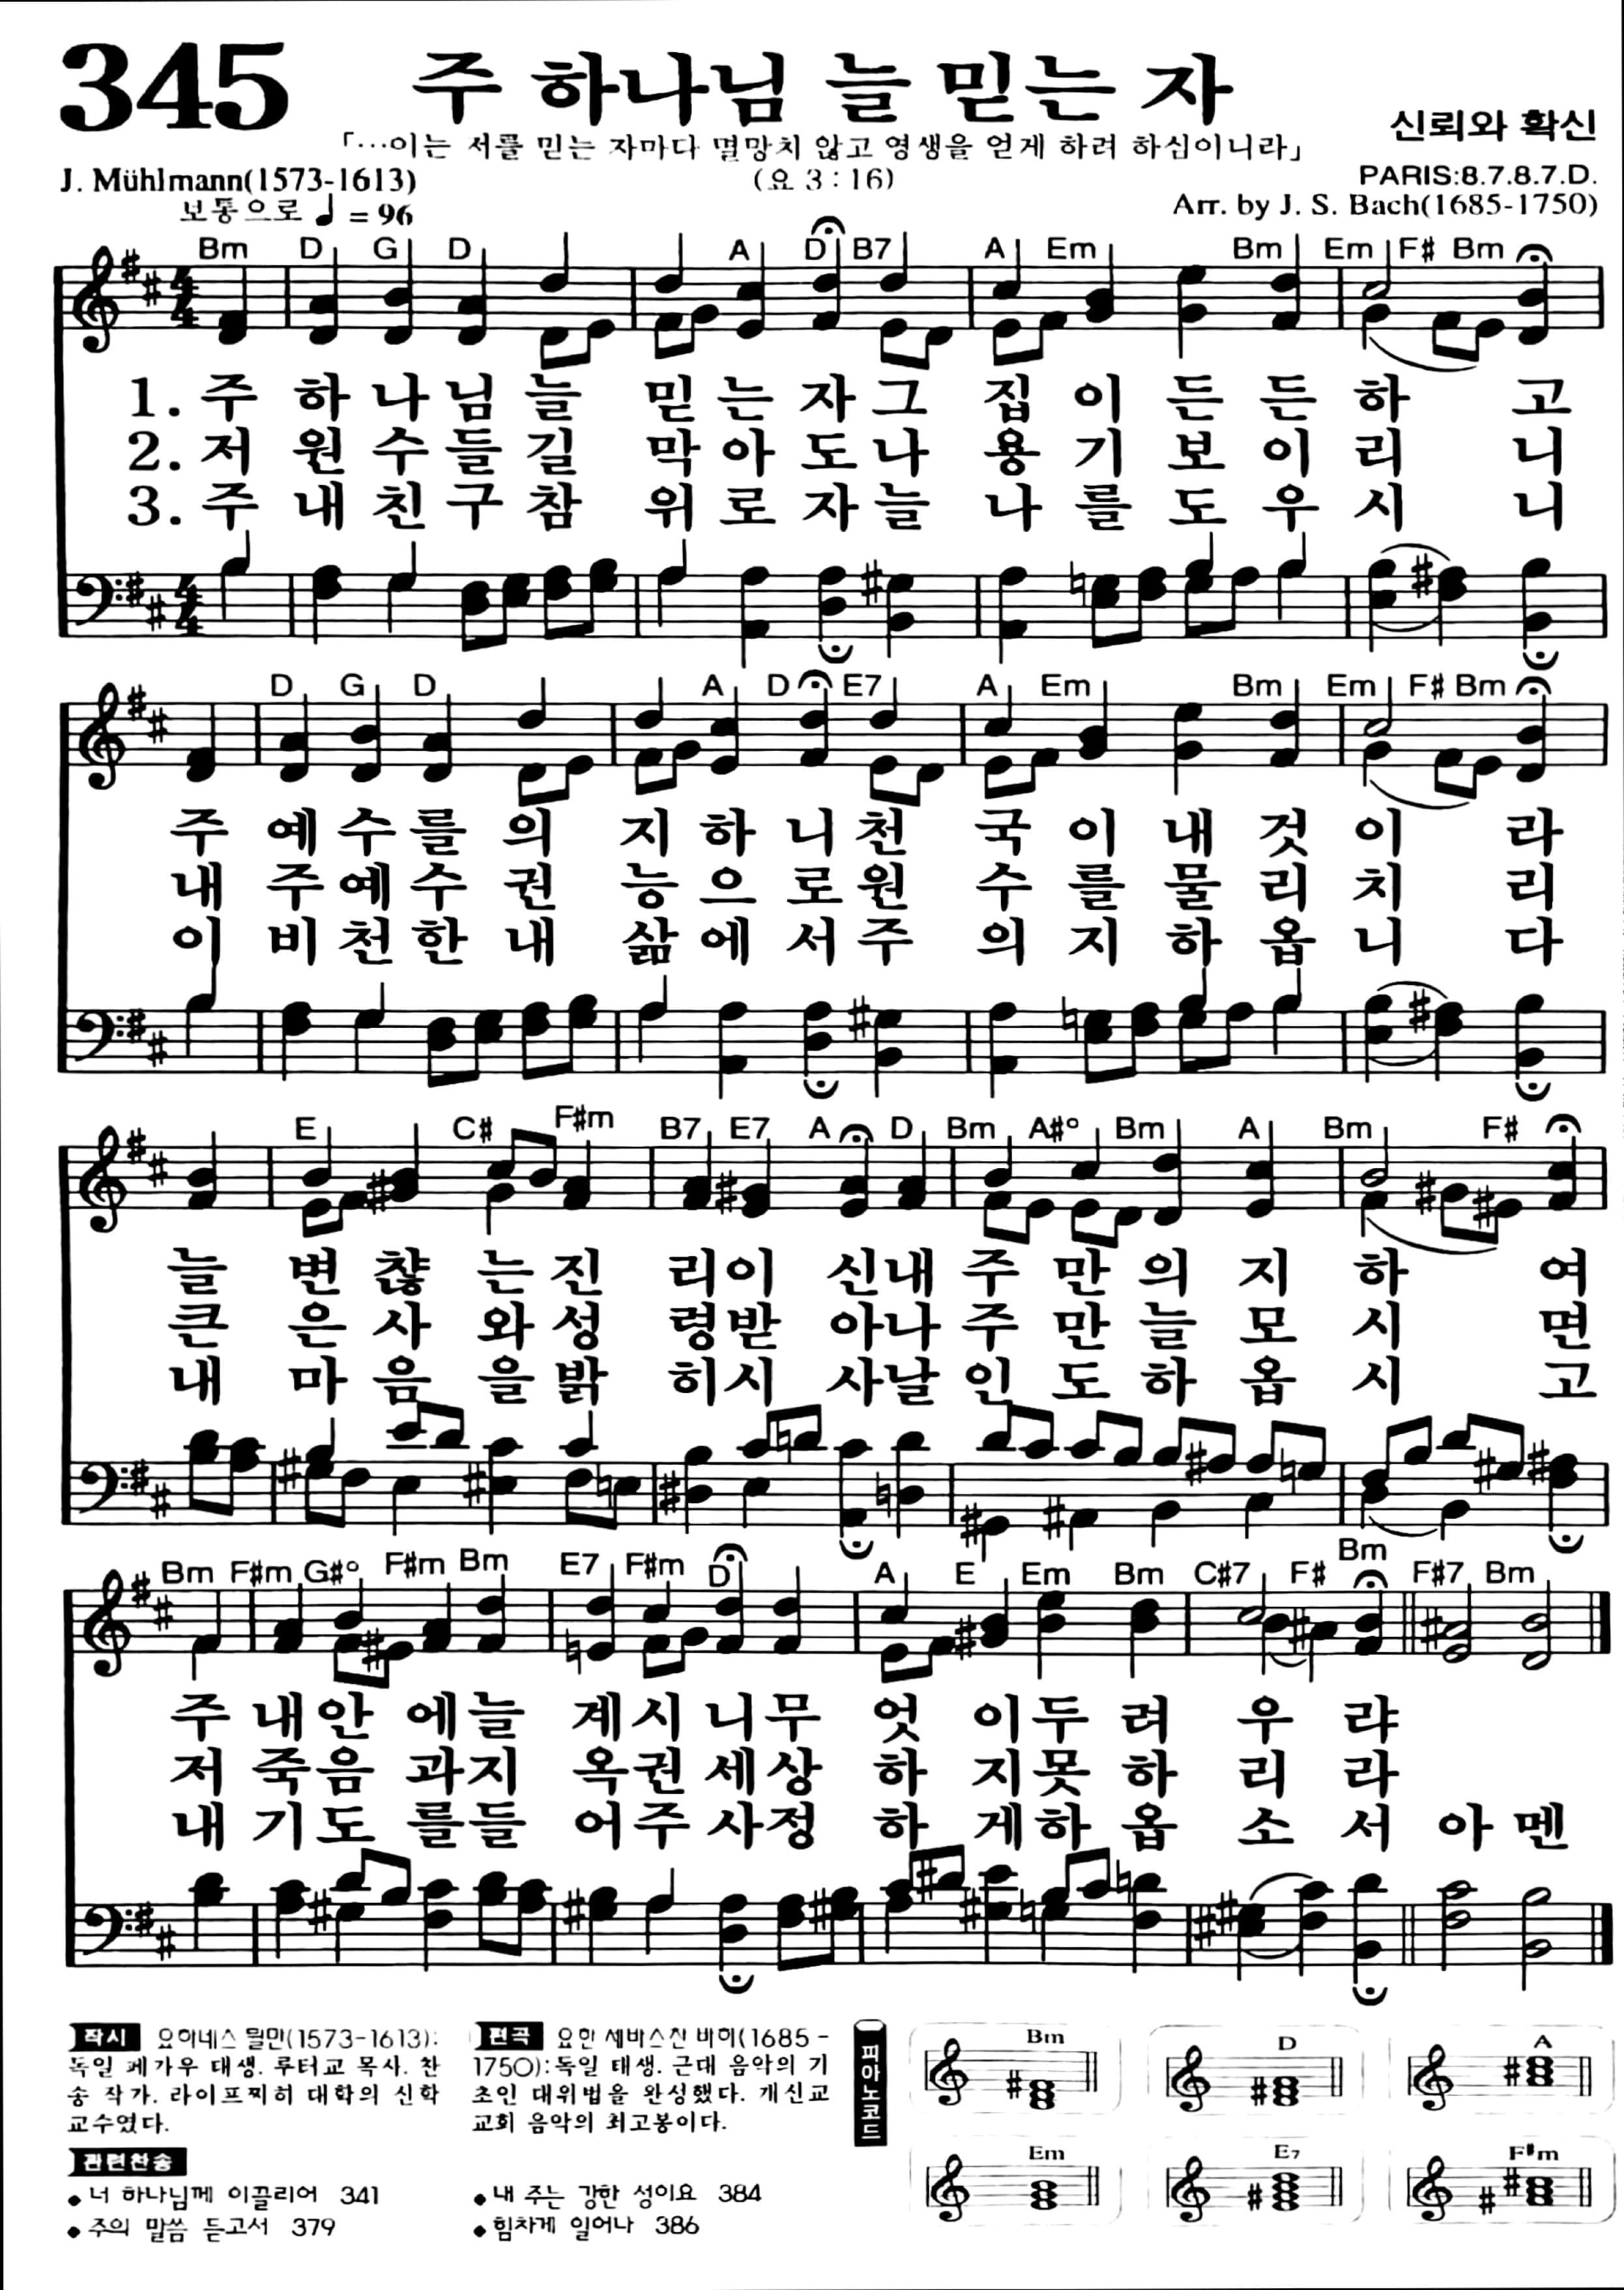 345
주 하나님 늘 믿는 자
신뢰와 확신
「…이는 저를 믿는 자마다 멸망치 않고 영생을 얻게 하려 하심이니라」
J. Mühlmann(1573-1613)
(요 3 : 16)
PARIS:8.7.8.7.D.
보통으로 ♩ = 96
Arr. by J. S. Bach(1685-1750)
Bm D G D A D B7 A Em Bm Em F# Bm
1. 주 하 나 님 늘 믿 는 자 그 집 이 든 든 하 고
2. 저 원 수 들 길 막 아 도 나 용 기 보 이 리 니
3. 주 내 친 구 참 위 로 자 늘 나 를 도 우 시 니
D G D A D E7 A Em Bm Em F# Bm
주 예 수 를 의 지 하 니 천 국 이 내 것 이 라
내 주 예 수 권 능 으 로 원 수 를 물 리 치 리
이 비 천 한 내 삶 에 서 주 의 지 하 옵 니 다
E C# F#m B7 E7 A D Bm A#° Bm A Bm F#
늘 변 찮 는 진 리 이 신 내 주 만 의 지 하 여
큰 은 사 와 성 령 받 아 나 주 만 늘 모 시 면
내 마 음 을 밝 히 시 사 날 인 도 하 옵 시 고
Bm F#m G#° F#m Bm E7 F#m D A E Em Bm C#7 F# Bm F#7 Bm
주 내 안 에 늘 계 시 니 무 엇 이 두 려 우 랴
저 죽 음 과 지 옥 권 세 상 하 지 못 하 리 라
내 기 도 를 들 어 주 사 정 하 게 하 옵 소 서 아 멘
작시 요하네스 뮐만(1573-1613):
독일 페가우 태생. 루터교 목사. 찬
송 작가. 라이프찌히 대학의 신학
교수였다.
편곡 요한 세바스찬 바하(1685-
1750):독일 태생. 근대 음악의 기
초인 대위법을 완성했다. 개신교
교회 음악의 최고봉이다.
관련찬송
• 너 하나님께 이끌리어 341
• 주의 말씀 듣고서 379
• 내 주는 강한 성이요 384
• 힘차게 일어나 386
피아노코드
Bm D A
Em E7 F#m